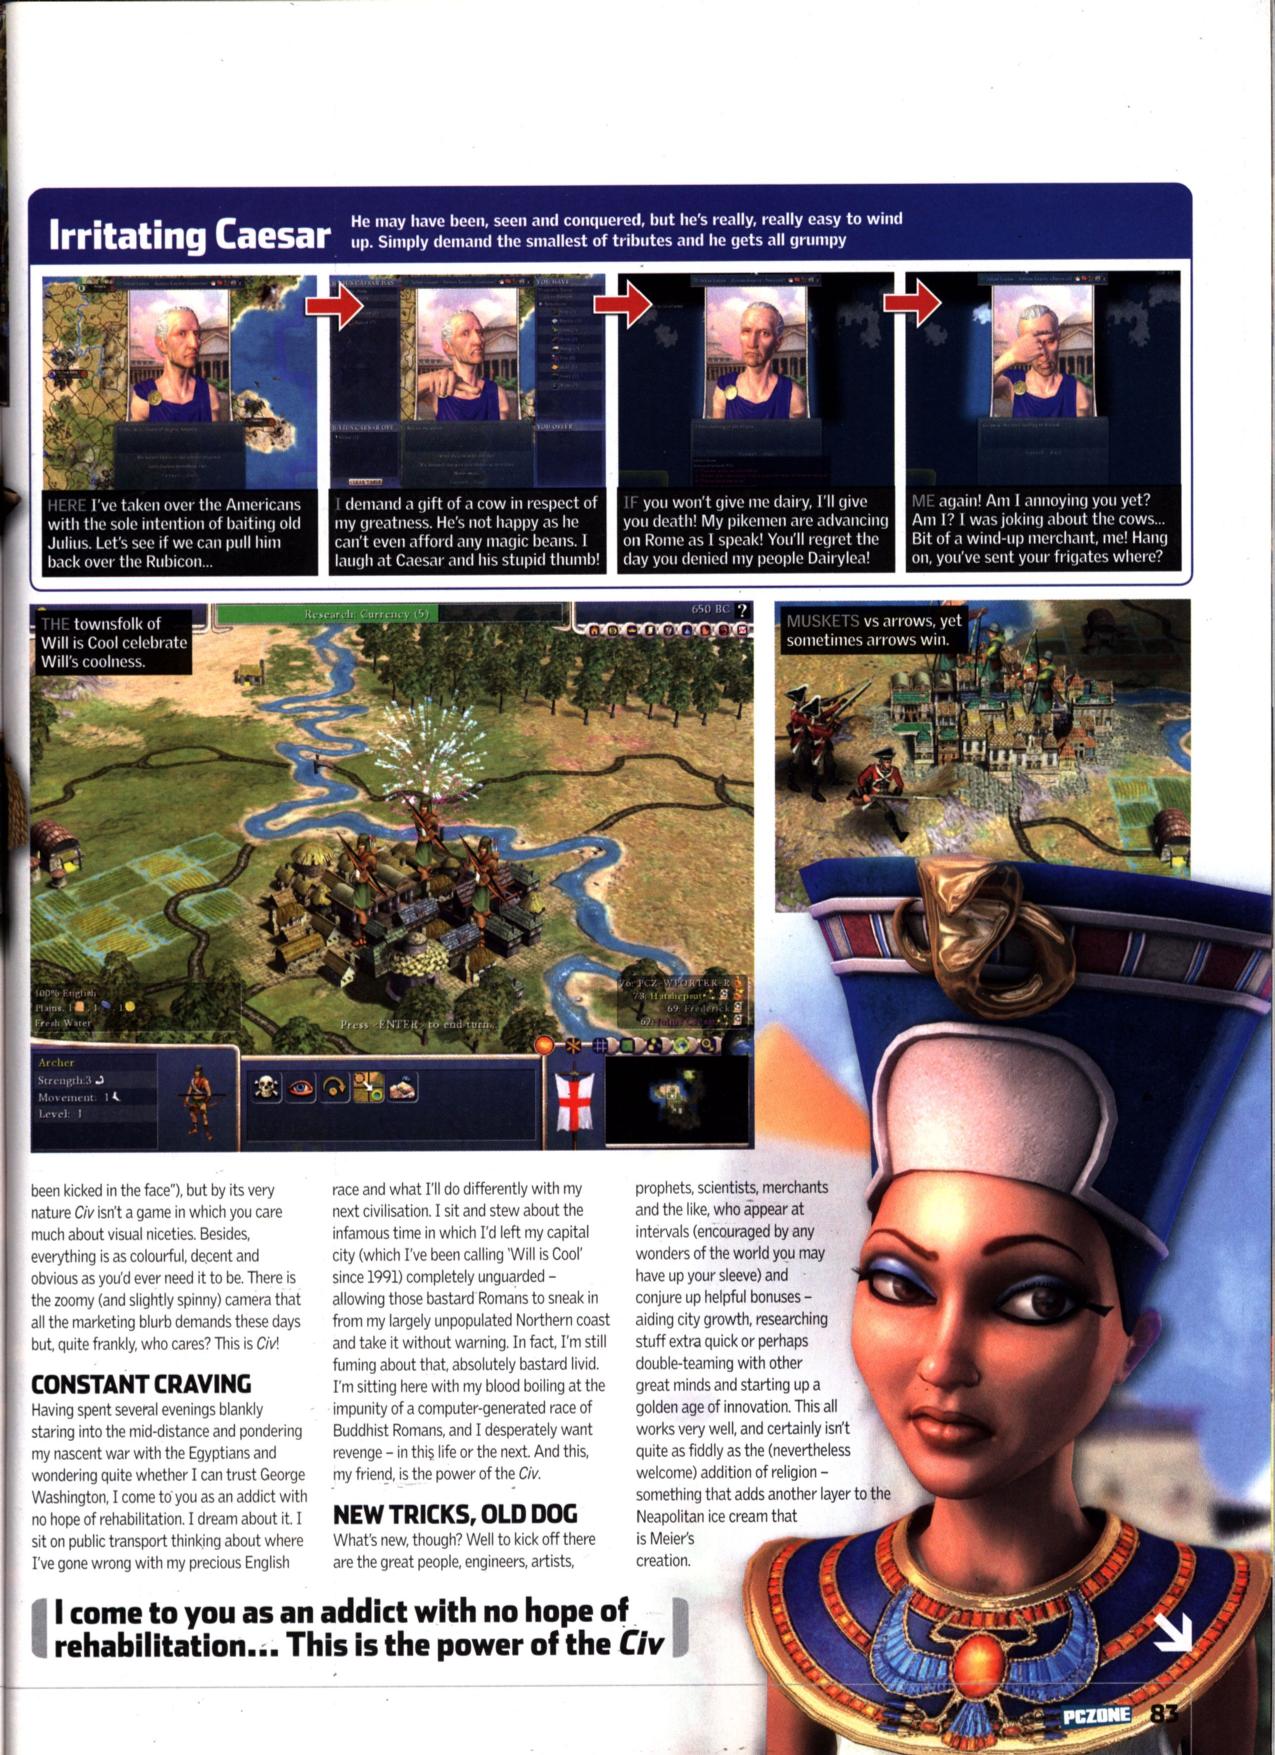 Irritating Caesar
He may have been, seen and conquered, but he's really, really easy to wind
up. Simply demand the smallest of tributes and he gets all grumpy
HERE I've taken over the Americans
with the sole intention of baiting old
Julius. Let's see if we can pull him
back over the Rubicon...
I demand a gift of a cow in respect of
my greatness. He's not happy as he
can't even afford any magic beans. I
laugh at Caesar and his stupid thumb!
IF you won't give me dairy, I'll give
you death! My pikemen are advancing
on Rome as I speak! You'll regret the
day you denied my people Dairylea!
ME again! Am I annoying you yet?
Am I? I was joking about the cows...
Bit of a wind-up merchant, me! Hang
on, you've sent your frigates where?
THE townsfolk of
Will is Cool celebrate
Will's coolness.
Research: Currency (5)
650 BC ?
100% English
Plains, 1
Fresh Water
Press <ENTER> to end turn...
76: PCZ-WPORTER-E
73: Hatshepsut
69: Frederick
67: Julius Caesar
Archer
Strength:3
Movement: 1
Level: 1
MUSKETS vs arrows, yet
sometimes arrows win.
been kicked in the face"), but by its very
nature Civ isn't a game in which you care
much about visual niceties. Besides,
everything is as colourful, decent and
obvious as you'd ever need it to be. There is
the zoomy (and slightly spinny) camera that
all the marketing blurb demands these days
but, quite frankly, who cares? This is Civ!
CONSTANT CRAVING
Having spent several evenings blankly
staring into the mid-distance and pondering
my nascent war with the Egyptians and
wondering quite whether I can trust George
Washington, I come to you as an addict with
no hope of rehabilitation. I dream about it. I
sit on public transport thinking about where
I've gone wrong with my precious English
race and what I'll do differently with my
next civilisation. I sit and stew about the
infamous time in which I'd left my capital
city (which I've been calling 'Will is Cool'
since 1991) completely unguarded –
allowing those bastard Romans to sneak in
from my largely unpopulated Northern coast
and take it without warning. In fact, I'm still
fuming about that, absolutely bastard livid.
I'm sitting here with my blood boiling at the
impunity of a computer-generated race of
Buddhist Romans, and I desperately want
revenge – in this life or the next. And this,
my friend, is the power of the Civ.
NEW TRICKS, OLD DOG
What's new, though? Well to kick off there
are the great people, engineers, artists,
prophets, scientists, merchants
and the like, who appear at
intervals (encouraged by any
wonders of the world you may
have up your sleeve) and
conjure up helpful bonuses –
aiding city growth, researching
stuff extra quick or perhaps
double-teaming with other
great minds and starting up a
golden age of innovation. This all
works very well, and certainly isn't
quite as fiddly as the (nevertheless
welcome) addition of religion –
something that adds another layer to the
Neapolitan ice cream that
is Meier's
creation.
I come to you as an addict with no hope of
rehabilitation... This is the power of the Civ
PCZONE 83